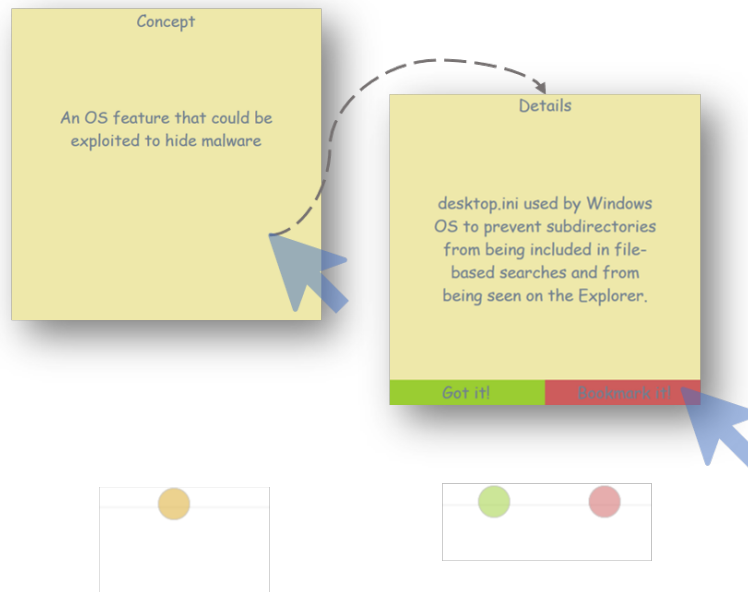 Concept
An OS feature that could be
exploited to hide malware
Details
desktop.ini used by Windows
OS to prevent subdirectories
from being included in file-
based searches and from
being seen on the Explorer.
Got it!
Bookmark it!